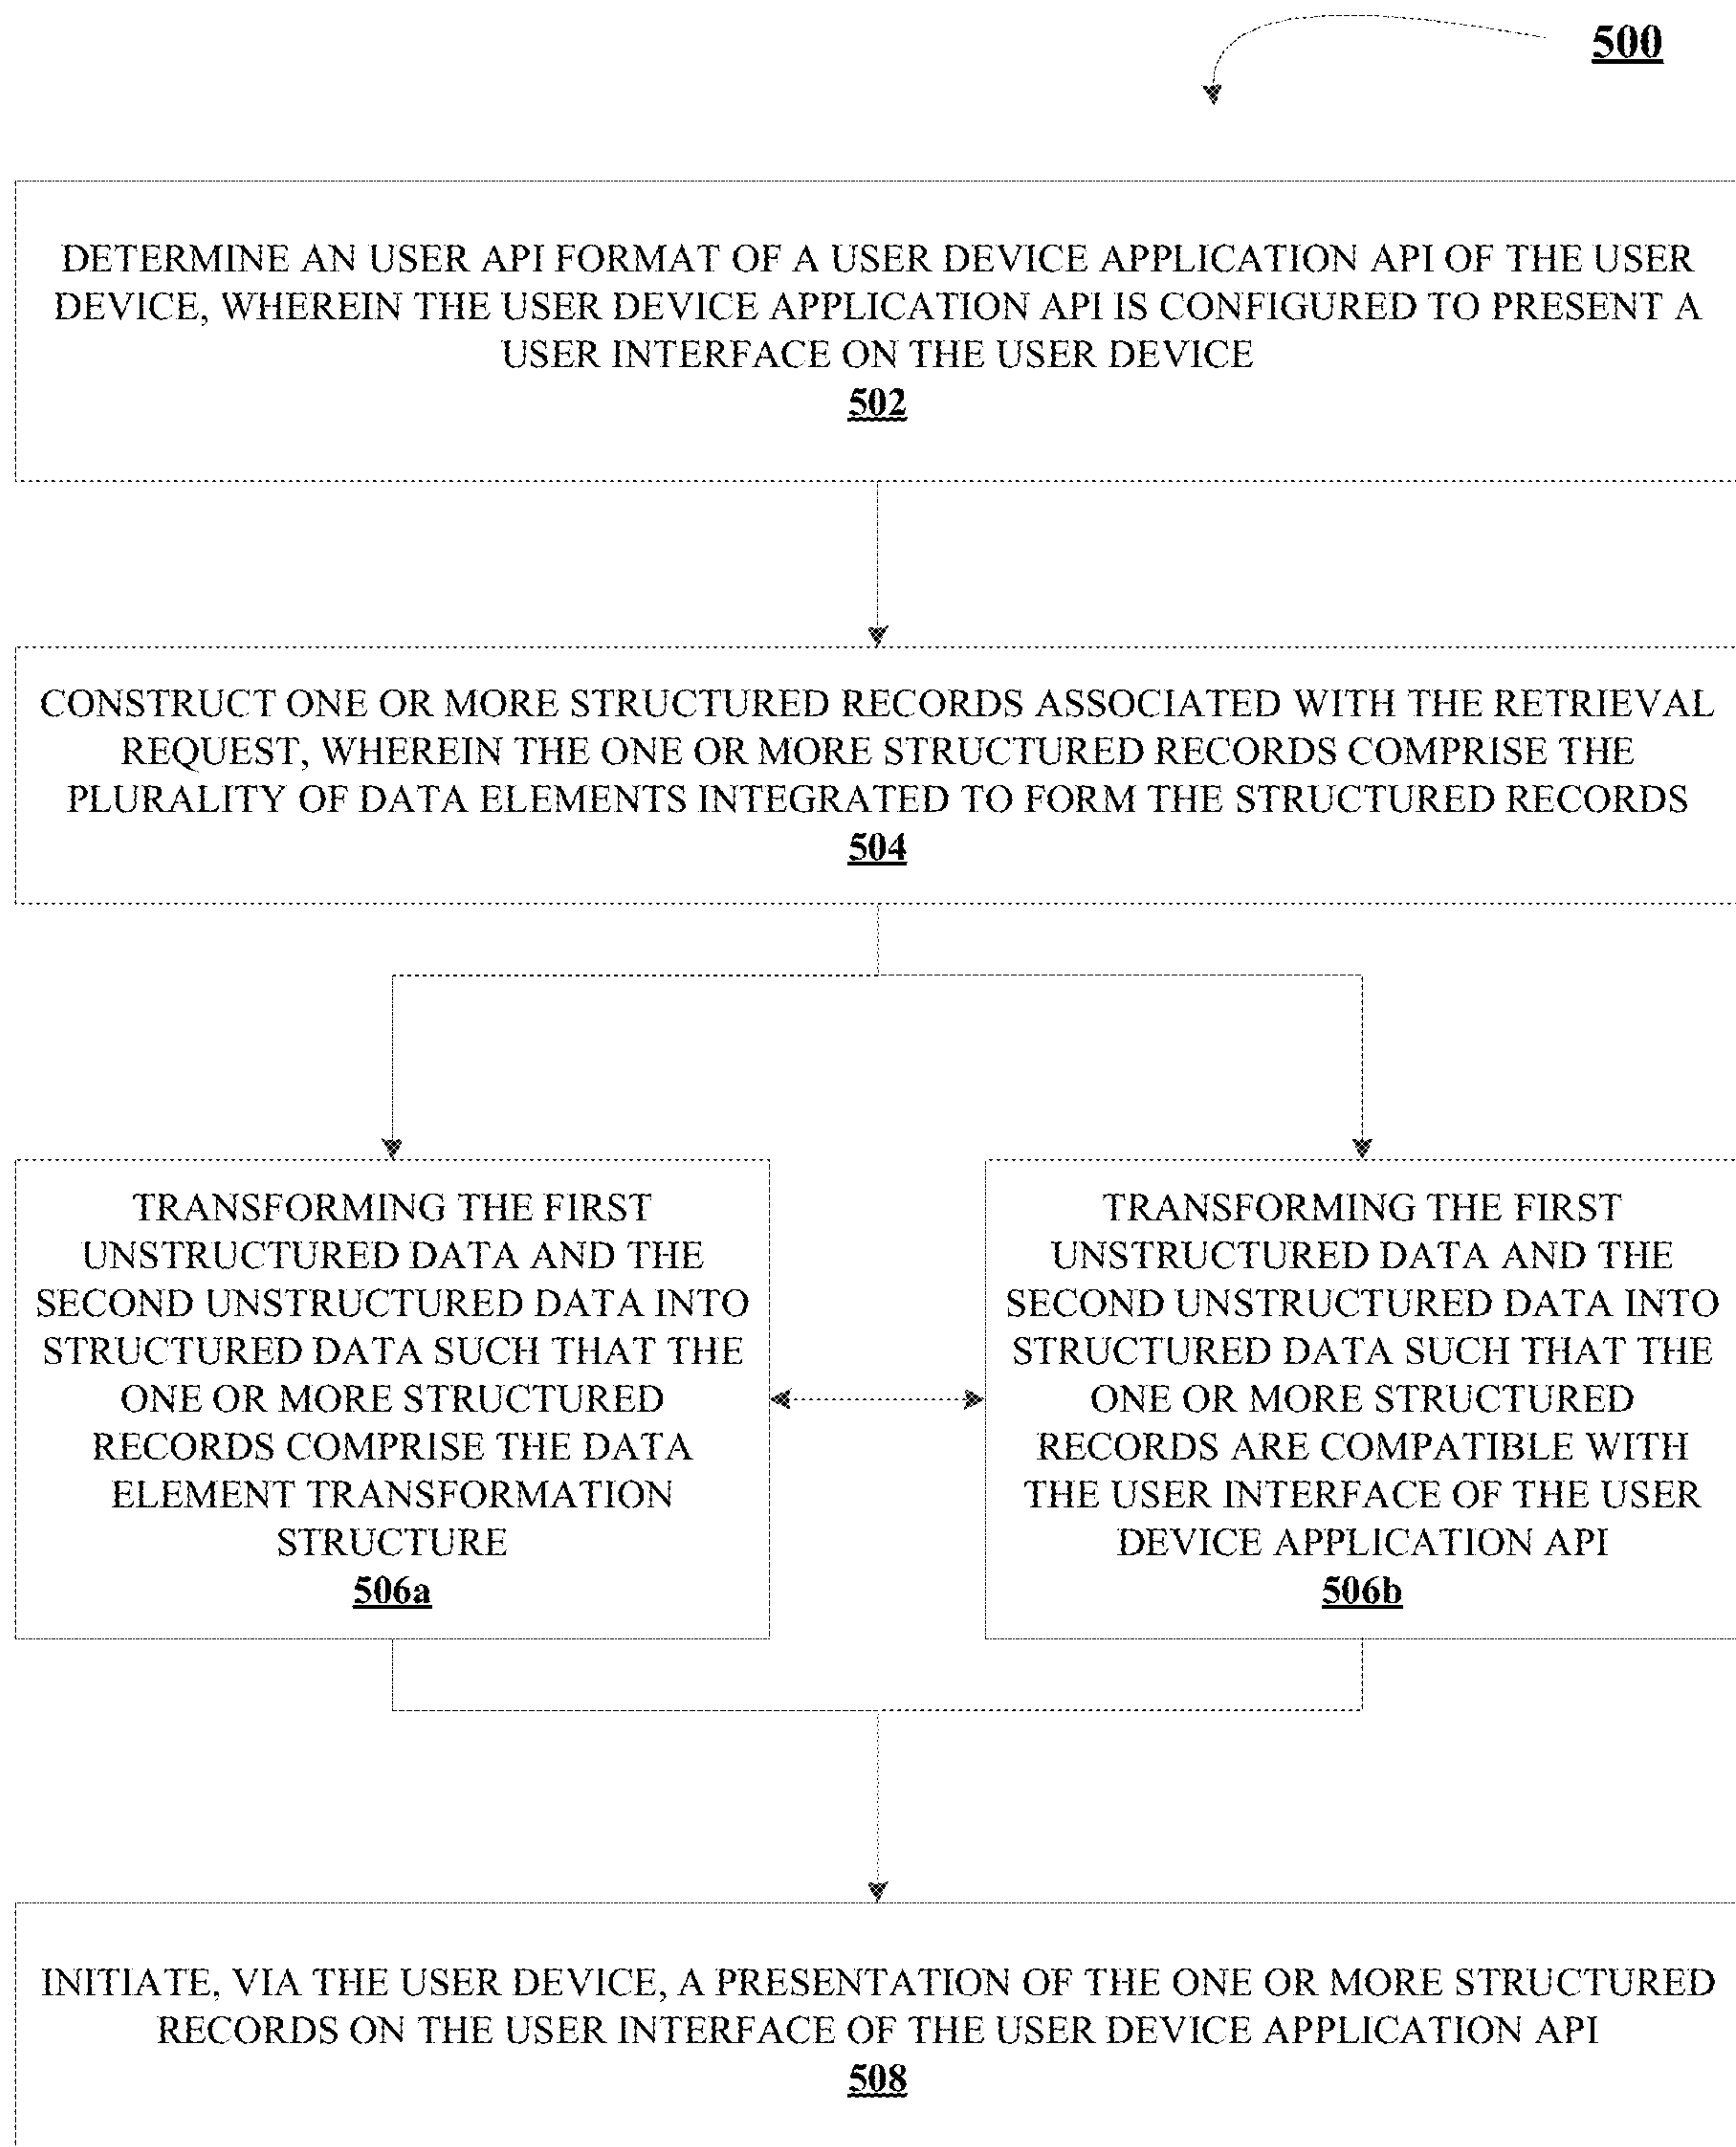 500
DETERMINE AN USER API FORMAT OF A USER DEVICE APPLICATION API OF THE USER
DEVICE, WHEREIN THE USER DEVICE APPLICATION API IS CONFIGURED TO PRESENT A
USER INTERFACE ON THE USER DEVICE
502
CONSTRUCT ONE OR MORE STRUCTURED RECORDS ASSOCIATED WITH THE RETRIEVAL
REQUEST, WHEREIN THE ONE OR MORE STRUCTURED RECORDS COMPRISE THE
PLURALITY OF DATA ELEMENTS INTEGRATED TO FORM THE STRUCTURED RECORDS
504
TRANSFORMING THE FIRST
UNSTRUCTURED DATA AND THE
SECOND UNSTRUCTURED DATA INTO
STRUCTURED DATA SUCH THAT THE
ONE OR MORE STRUCTURED
RECORDS COMPRISE THE DATA
ELEMENT TRANSFORMATION
STRUCTURE
506a
TRANSFORMING THE FIRST
UNSTRUCTURED DATA AND THE
SECOND UNSTRUCTURED DATA INTO
STRUCTURED DATA SUCH THAT THE
ONE OR MORE STRUCTURED
RECORDS ARE COMPATIBLE WITH
THE USER INTERFACE OF THE USER
DEVICE APPLICATION API
506b
INITIATE, VIA THE USER DEVICE, A PRESENTATION OF THE ONE OR MORE STRUCTURED
RECORDS ON THE USER INTERFACE OF THE USER DEVICE APPLICATION API
508